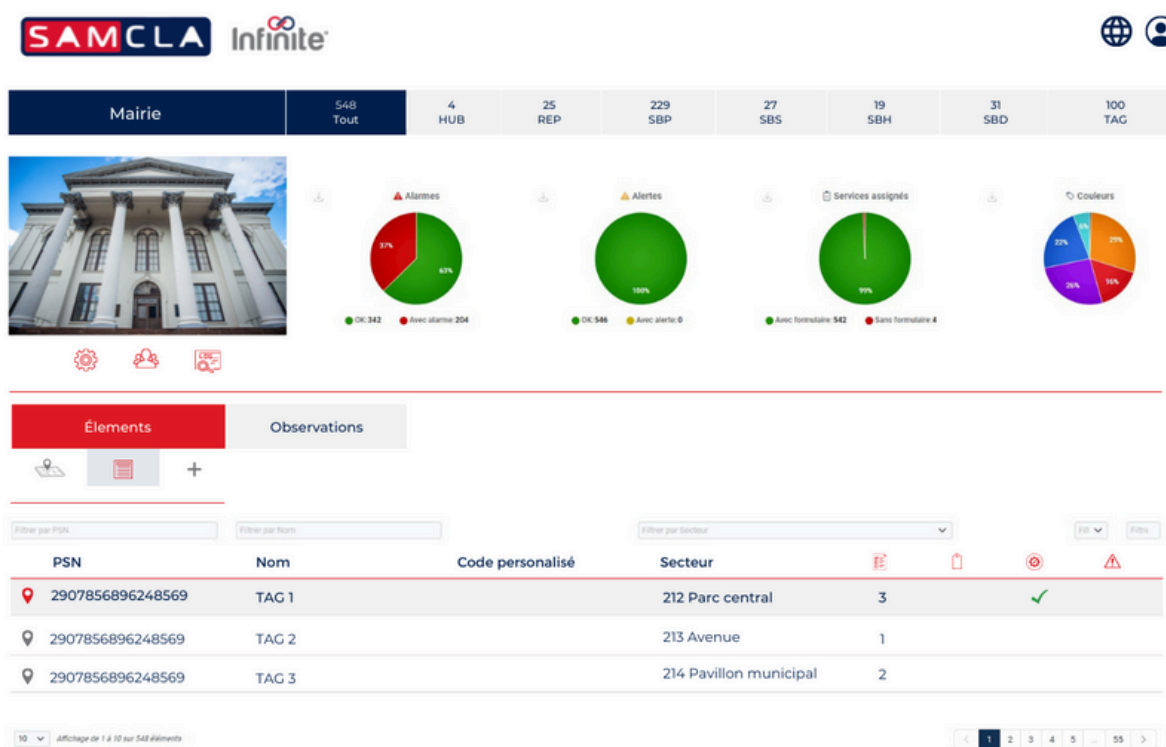 SAMCLA Infinite
Mairie
548 Tout
4 HUB
25 REP
229 SBP
27 SBS
19 SBH
31 SBD
100 TAG
Alarmes
37%
63%
OK: 342 Avec alarme: 204
Alertes
100%
OK: 546 Avec alerte: 0
Services assignés
99%
Avec formulaire: 542 Sans formulaire: 4
Couleurs
6%
22%
29%
26%
16%
LOG
Élements Observations
Filtrer par PSN Filtrer par Nom Filtrer par Secteur Filt Filtra
PSN Nom Code personalisé Secteur
2907856896248569 TAG 1 212 Parc central 3
2907856896248569 TAG 2 213 Avenue 1
2907856896248569 TAG 3 214 Pavillon municipal 2
10 Affichage de 1 à 10 sur 548 éléments < 1 2 3 4 5 ... 55 >